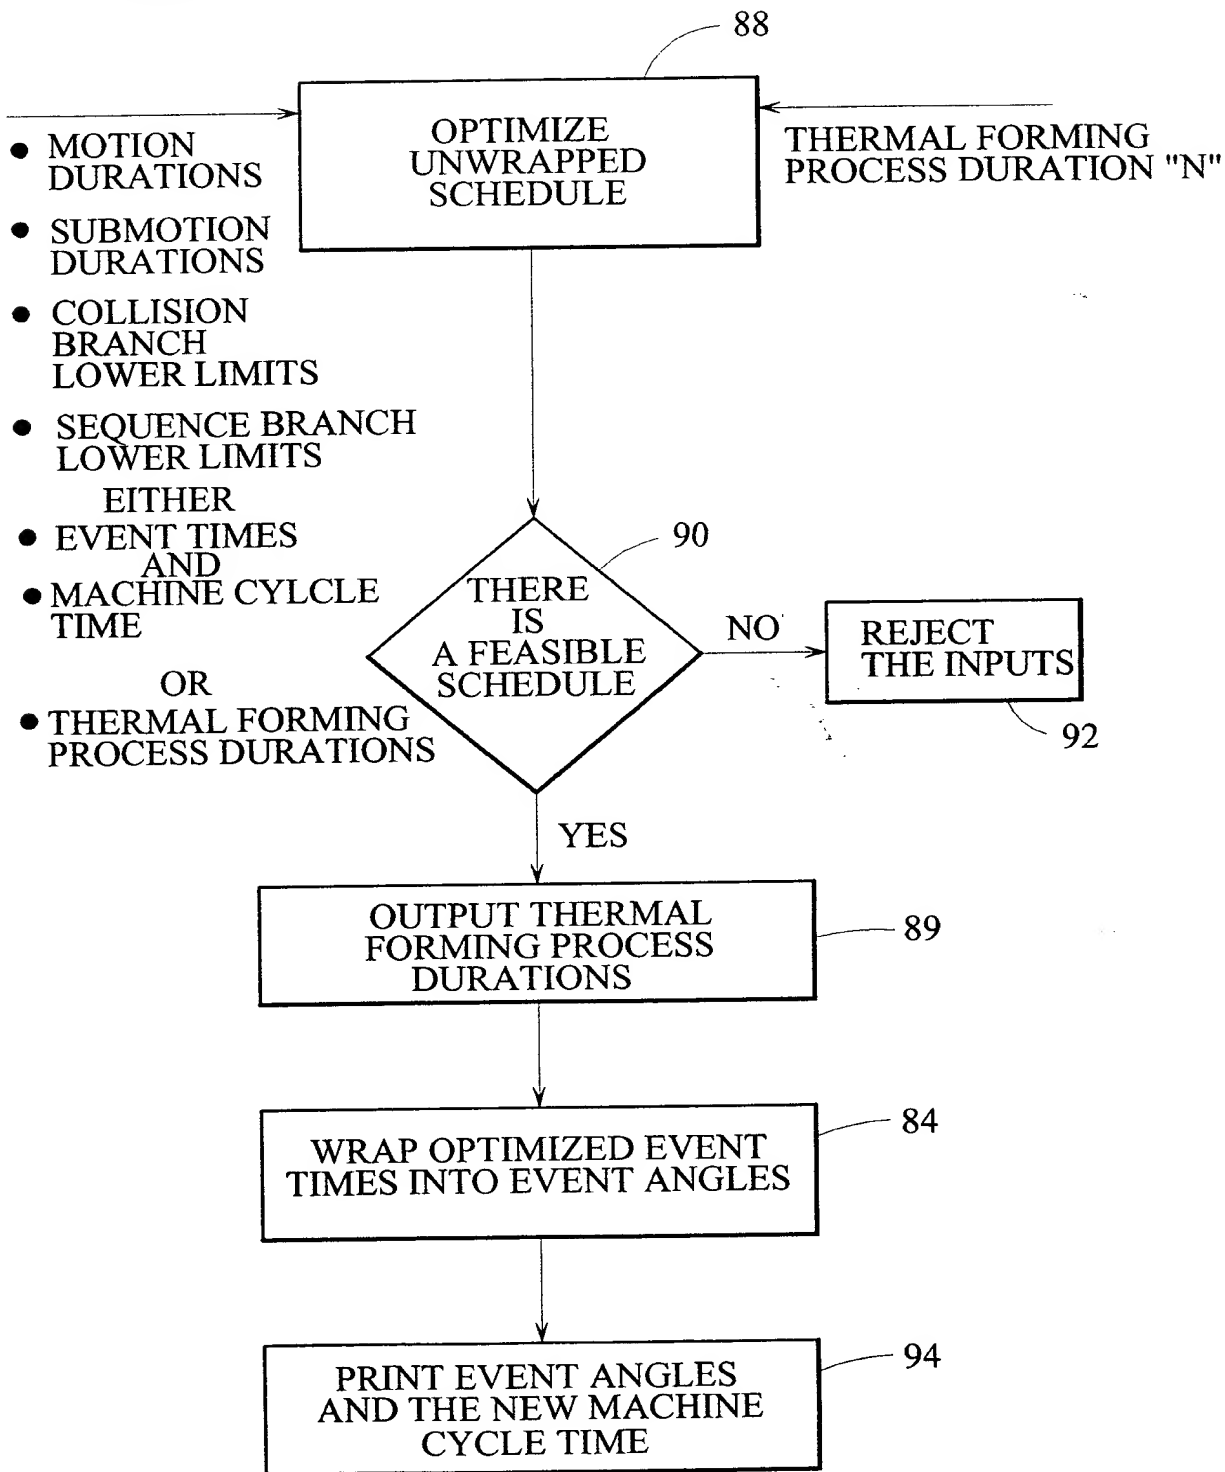 88
OPTIMIZE
UNWRAPPED
SCHEDULE
THERMAL FORMING
PROCESS DURATION "N"
• MOTION
DURATIONS
• SUBMOTION
DURATIONS
• COLLISION
BRANCH
LOWER LIMITS
• SEQUENCE BRANCH
LOWER LIMITS
EITHER
• EVENT TIMES
AND
• MACHINE CYLCLE
TIME
OR
• THERMAL FORMING
PROCESS DURATIONS
90
THERE
IS
A FEASIBLE
SCHEDULE
NO
REJECT
THE INPUTS
92
YES
OUTPUT THERMAL
FORMING PROCESS
DURATIONS
89
WRAP OPTIMIZED EVENT
TIMES INTO EVENT ANGLES
84
PRINT EVENT ANGLES
AND THE NEW MACHINE
CYCLE TIME
94